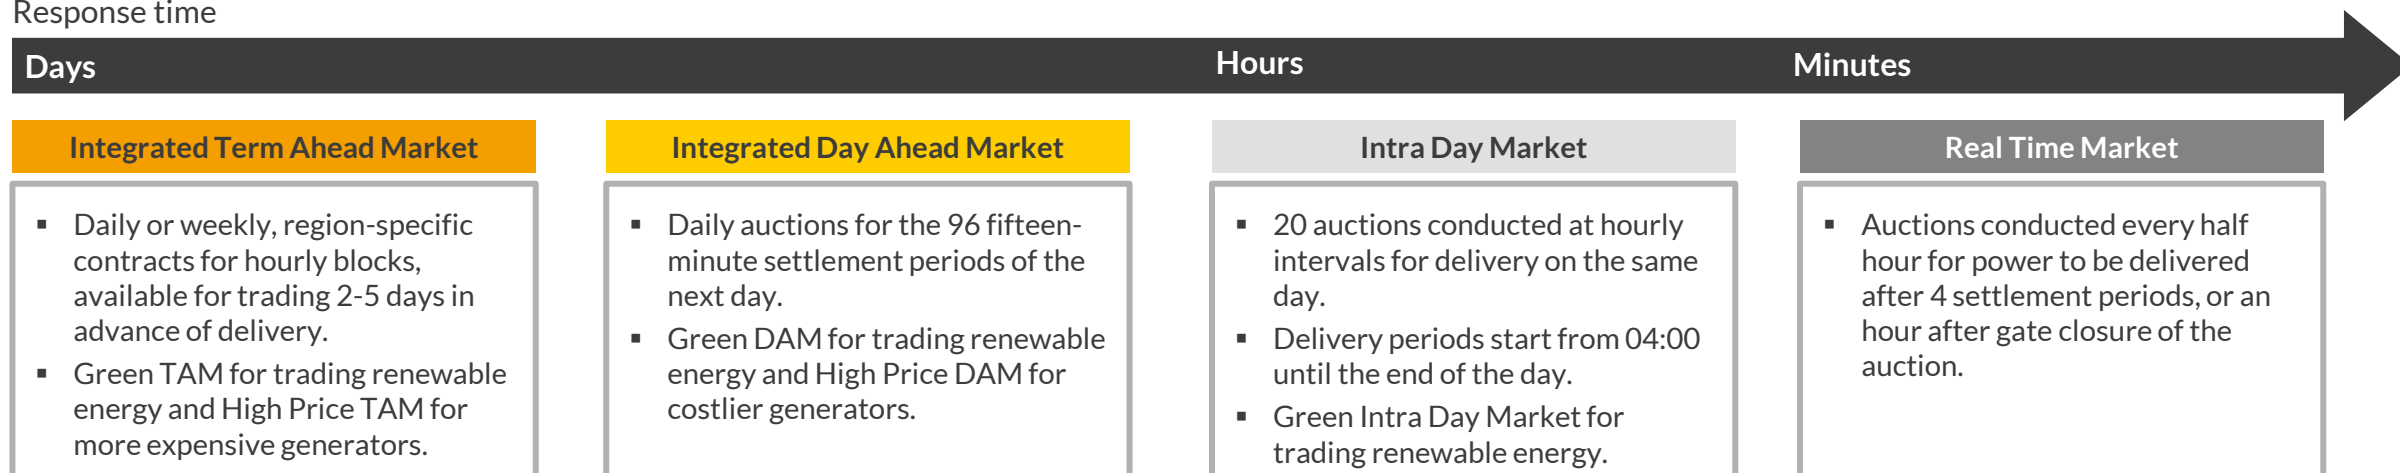 Response time
Days
Hours
Minutes
Integrated Term Ahead Market
▪ Daily or weekly, region-specific
contracts for hourly blocks,
available for trading 2-5 days in
advance of delivery.
▪ Green TAM for trading renewable
energy and High Price TAM for
more expensive generators.
Integrated Day Ahead Market
▪ Daily auctions for the 96 fifteen-
minute settlement periods of the
next day.
▪ Green DAM for trading renewable
energy and High Price DAM for
costlier generators.
Intra Day Market
▪ 20 auctions conducted at hourly
intervals for delivery on the same
day.
▪ Delivery periods start from 04:00
until the end of the day.
▪ Green Intra Day Market for
trading renewable energy.
Real Time Market
▪ Auctions conducted every half
hour for power to be delivered
after 4 settlement periods, or an
hour after gate closure of the
auction.